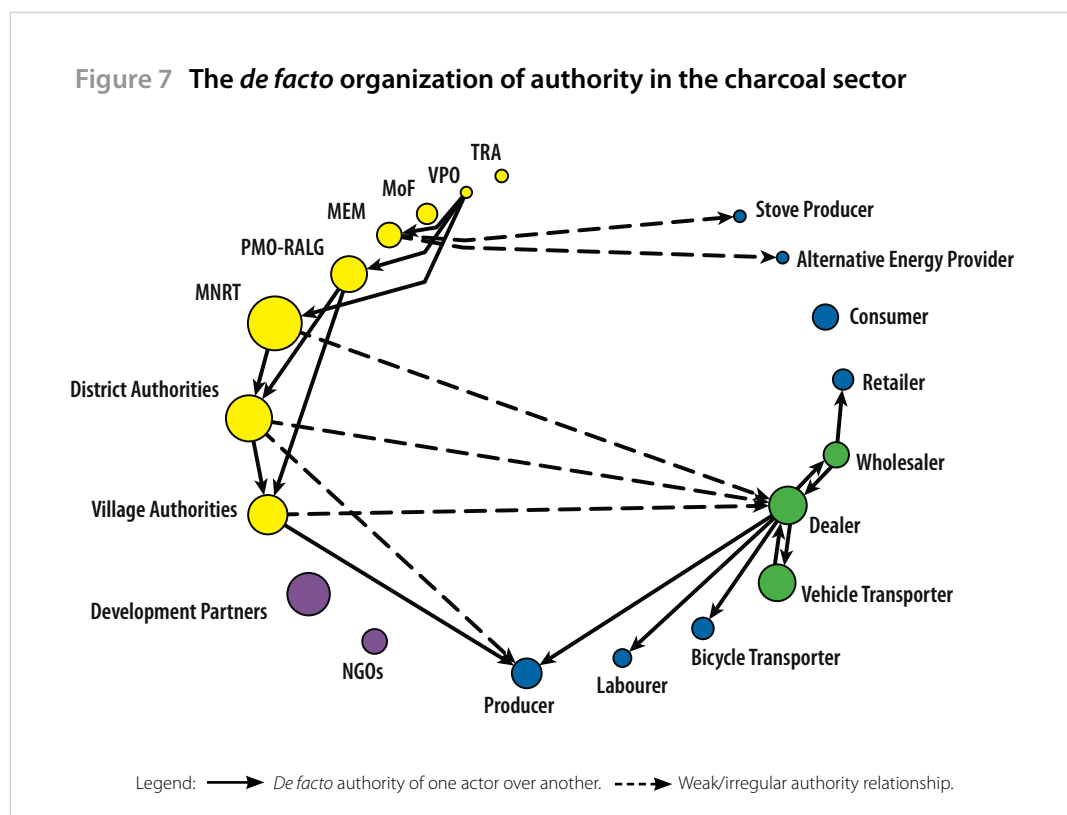 Figure 7 The de facto organization of authority in the charcoal sector
TRA
VPO
MoF
MEM
PMO-RALG
MNRT
District Authorities
Village Authorities
Development Partners
NGOs
Producer
Labourer
Bicycle Transporter
Vehicle Transporter
Dealer
Wholesaler
Retailer
Consumer
Alternative Energy Provider
Stove Producer
Legend: De facto authority of one actor over another. Weak/irregular authority relationship.